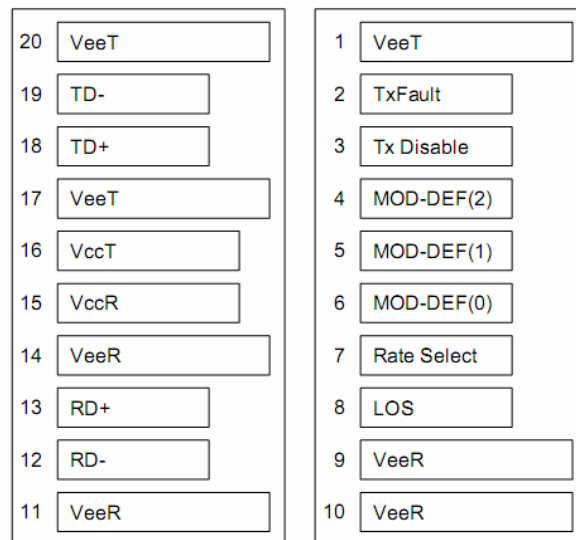 20 VeeT
19 TD-
18 TD+
17 VeeT
16 VccT
15 VccR
14 VeeR
13 RD+
12 RD-
11 VeeR
1 VeeT
2 TxFault
3 Tx Disable
4 MOD-DEF(2)
5 MOD-DEF(1)
6 MOD-DEF(0)
7 Rate Select
8 LOS
9 VeeR
10 VeeR